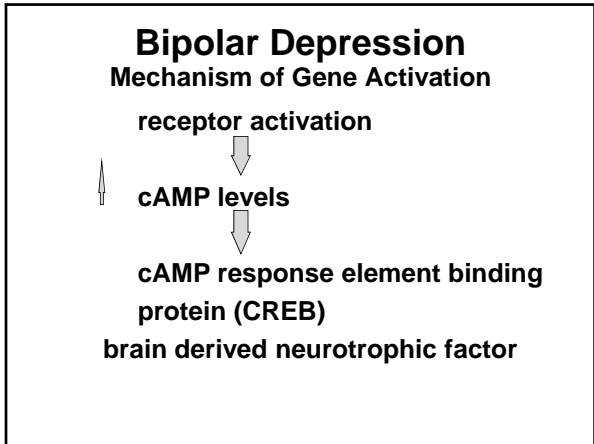 Bipolar Depression
Mechanism of Gene Activation
receptor activation
cAMP levels
cAMP response element binding
protein (CREB)
brain derived neurotrophic factor